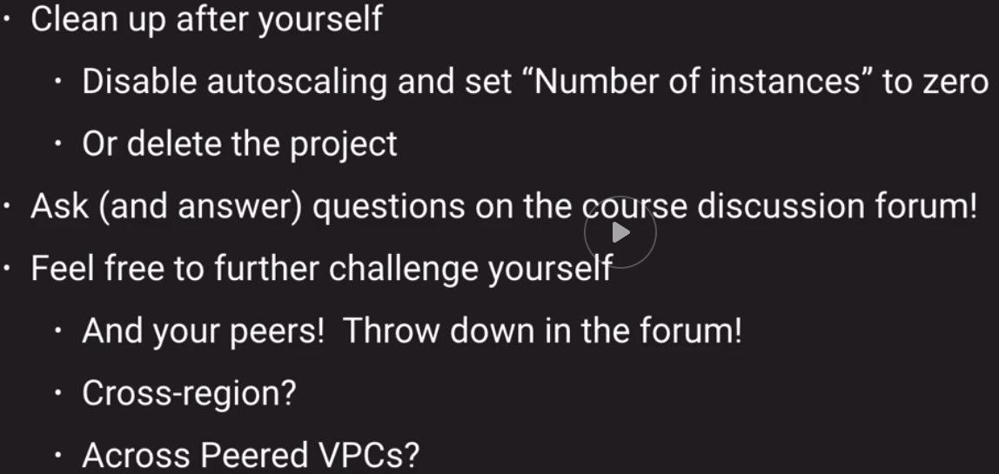 • Clean up after yourself
• Disable autoscaling and set “Number of instances” to zero
• Or delete the project
• Ask (and answer) questions on the course discussion forum!
• Feel free to further challenge yourself
• And your peers!  Throw down in the forum!
• Cross-region?
• Across Peered VPCs?